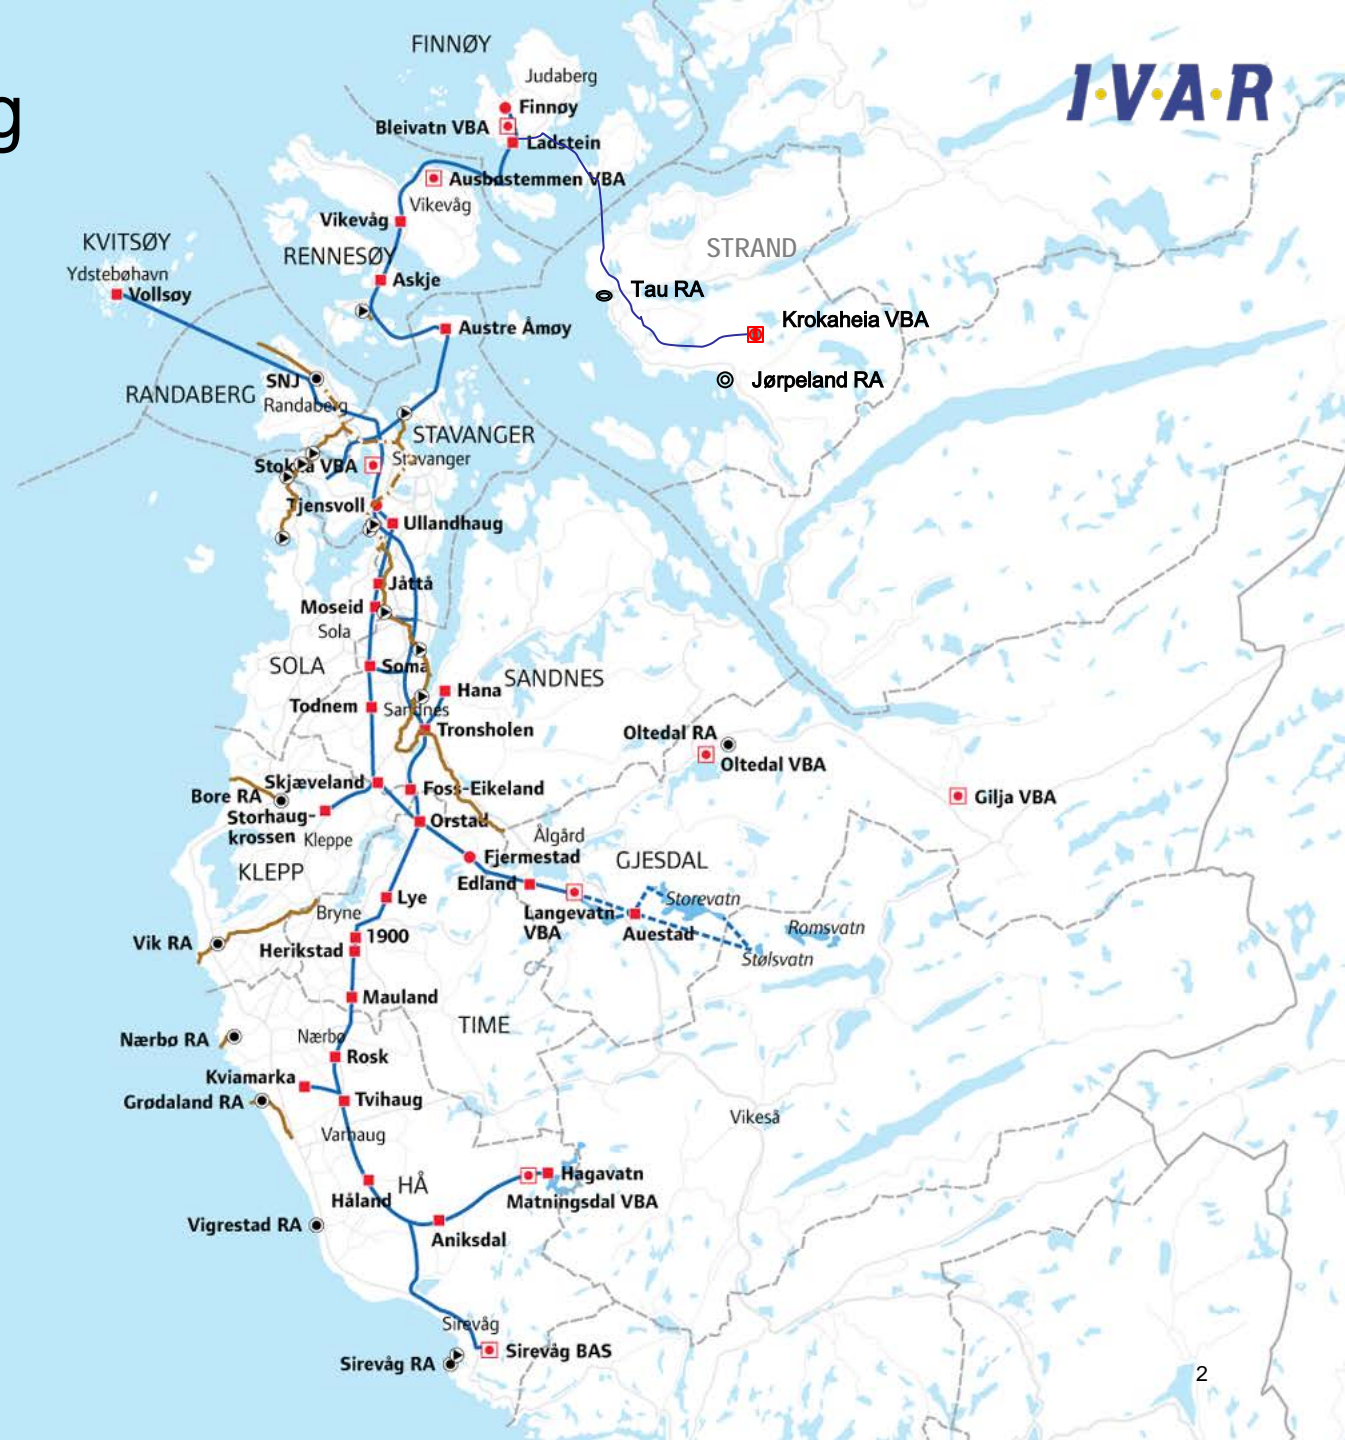 g
I·V·A·R
FINNØY
Judaberg
Finnøy
Bleivatn VBA
Ladstein
Ausbøstemmen VBA
Vikevåg
Vikevåg
KVITSØY
RENNESØY
STRAND
Ydstebøhavn
Vollsøy
Askje
Tau RA
Austre Åmøy
Krokaheia VBA
SNJ
Jørpeland RA
RANDABERG
Randaberg
STAVANGER
Stavanger
Stokka VBA
Tjensvoll
Ullandhaug
Jåttå
Moseid
Sola
SOLA
Soma
SANDNES
Hana
Todnem
Sandnes
Tronsholen
Oltedal RA
Oltedal VBA
Skjæveland
Foss-Eikeland
Bore RA
Gilja VBA
Storhaug-
krossen
Kleppe
Orstad
Ålgård
Fjermestad
GJESDAL
KLEPP
Edland
Lye
Storevatn
Bryne
Langevatn
VBA
Auestad
Romsvatn
1900
Vik RA
Herikstad
Stølsvatn
Mauland
TIME
Nærbø RA
Nærbø
Rosk
Kviamarka
Grødaland RA
Tvihaug
Vikeså
Varhaug
Hagavatn
HÅ
Håland
Matningsdal VBA
Vigrestad RA
Aniksdal
Sirevåg
Sirevåg BAS
Sirevåg RA
2